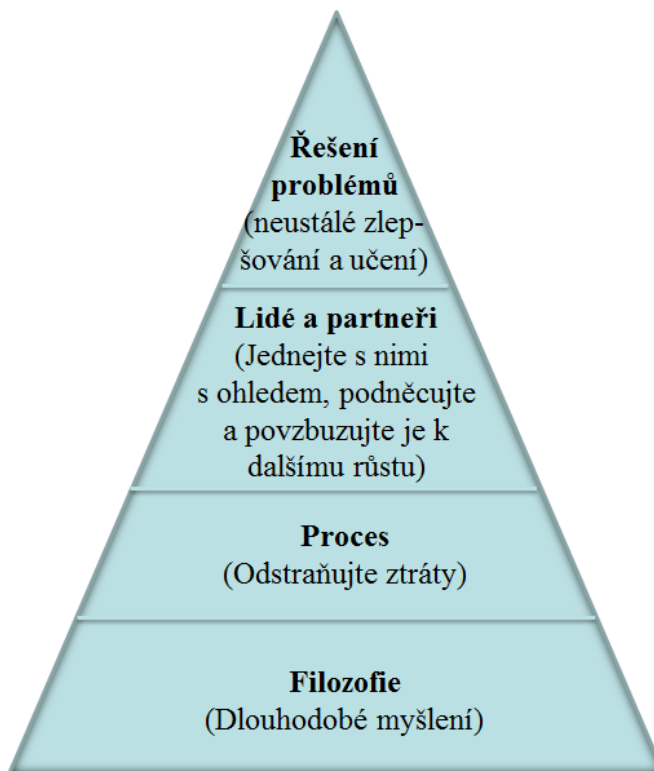 Řešení
problémů
(neustálé zlep-
šování a učení)
Lidé a partneři
(Jednejte s nimi
s ohledem, podněcujte
a povzbuzujte je k
dalšímu růstu)
Proces
(Odstraňujte ztráty)
Filozofie
(Dlouhodobé myšlení)